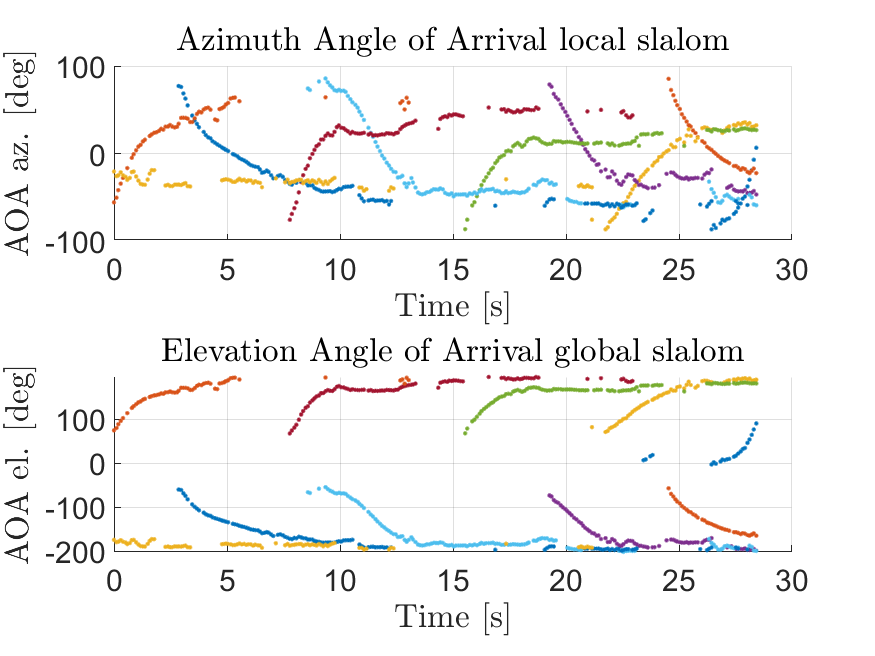 Azimuth Angle of Arrival local slalom
100
0
-100
AOA az. [deg]
0 5 10 15 20 25 30
Time [s]
Elevation Angle of Arrival global slalom
100
0
-100
-200
AOA el. [deg]
0 5 10 15 20 25 30
Time [s]